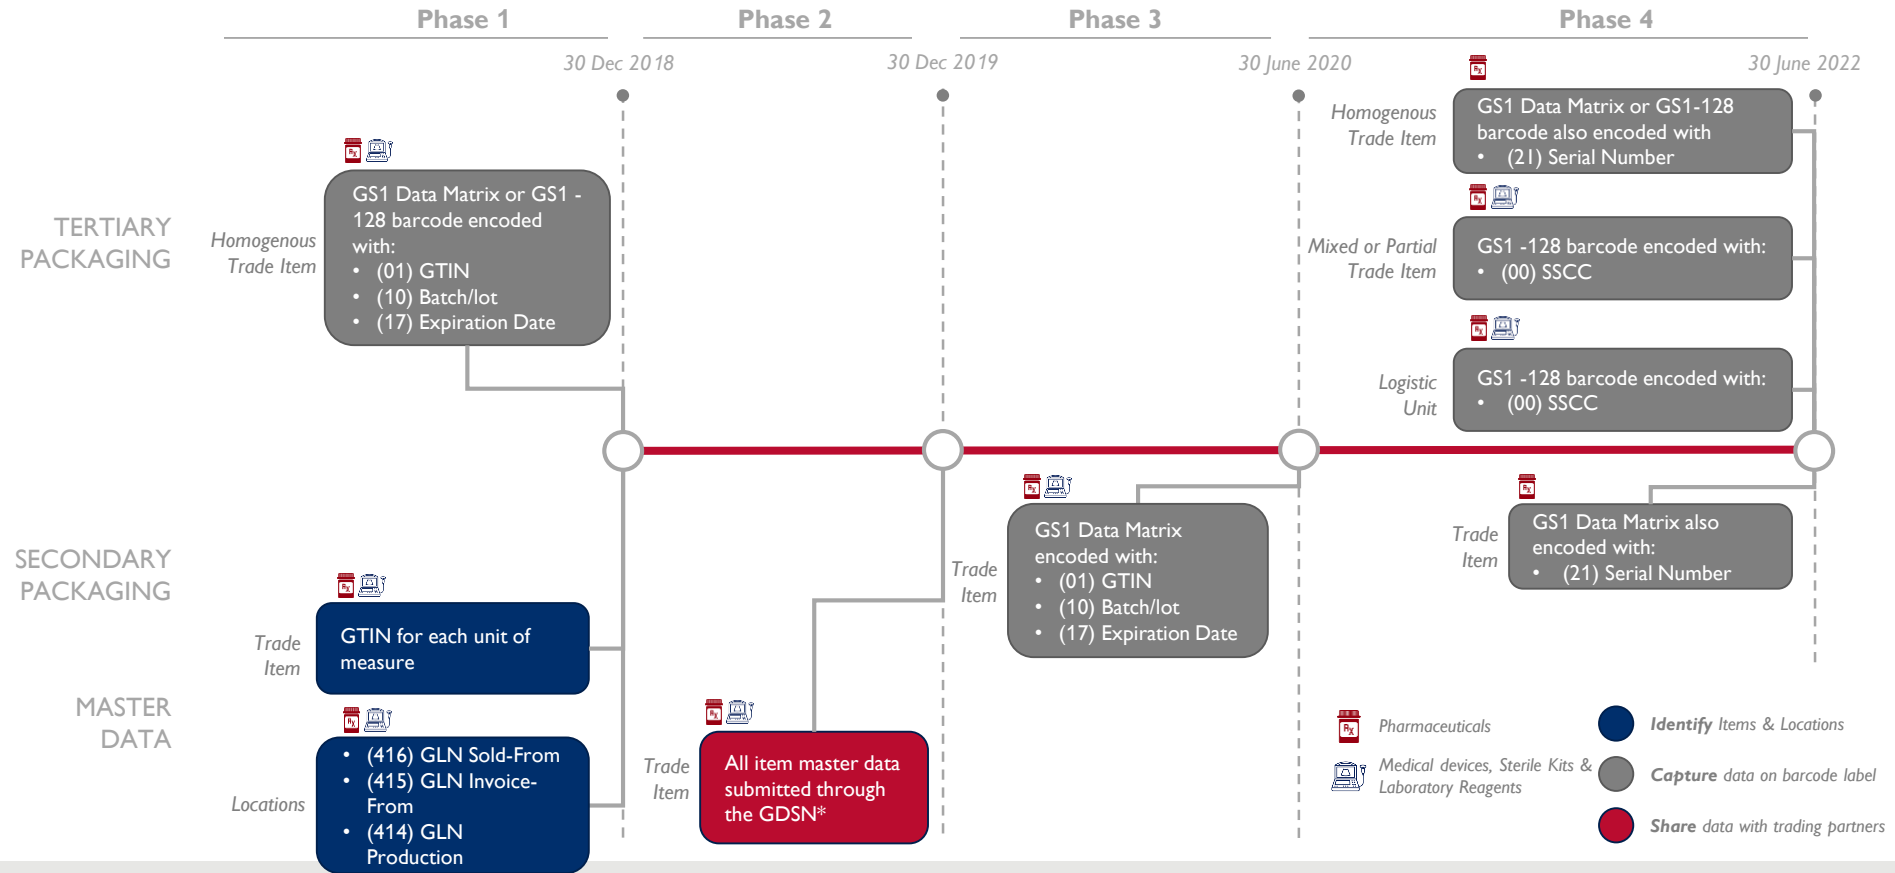 Phase 1
Phase 2
Phase 3
Phase 4
30 Dec 2018
30 Dec 2019
30 June 2020
30 June 2022
TERTIARY
PACKAGING
Homogenous
Trade Item
GS1 Data Matrix or GS1 -
128 barcode encoded
with:
• (01) GTIN
• (10) Batch/lot
• (17) Expiration Date
Homogenous
Trade Item
GS1 Data Matrix or GS1-128
barcode also encoded with
• (21) Serial Number
Mixed or Partial
Trade Item
GS1 -128 barcode encoded with:
• (00) SSCC
Logistic
Unit
GS1 -128 barcode encoded with:
• (00) SSCC
SECONDARY
PACKAGING
Trade
Item
GS1 Data Matrix
encoded with:
• (01) GTIN
• (10) Batch/lot
• (17) Expiration Date
Trade
Item
GS1 Data Matrix also
encoded with:
• (21) Serial Number
Trade
Item
GTIN for each unit of
measure
MASTER
DATA
Locations
• (416) GLN Sold-From
• (415) GLN Invoice-
From
• (414) GLN
Production
Trade
Item
All item master data
submitted through
the GDSN*
Pharmaceuticals
Medical devices, Sterile Kits &
Laboratory Reagents
Identify Items & Locations
Capture data on barcode label
Share data with trading partners